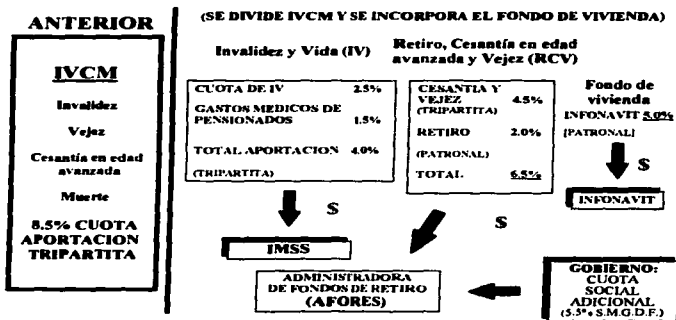 ANTERIOR
IVCM
Invalidez
Vejez
Cesantía en edad
avanzada
Muerte
8.5% CUOTA
APORTACION
TRIPARTITA
(SE DIVIDE IVCM Y SE INCORPORA EL FONDO DE VIVIENDA)
Invalidez y Vida (IV)
CUOTA DE IV 2.5%
GASTOS MEDICOS DE
PENSIONADOS 1.5%
TOTAL APORTACION 4.0%
(TRIPARTITA)
$
IMSS
Retiro, Cesantía en edad
avanzada y Vejez (RCV)
CESANTIA Y
VEJEZ 4.5%
(TRIPARTITA)
RETIRO 2.0%
(PATRONAL)
TOTAL 6.5%
$
Fondo de
vivienda
INFONAVIT 5.0%
[PATRONAL]
$
INFONAVIT
ADMINISTRADORA
DE FONDOS DE RETIRO
(AFORES)
GOBIERNO:
CUOTA
SOCIAL
ADICIONAL
(5.5% S.M.G.D.F.)